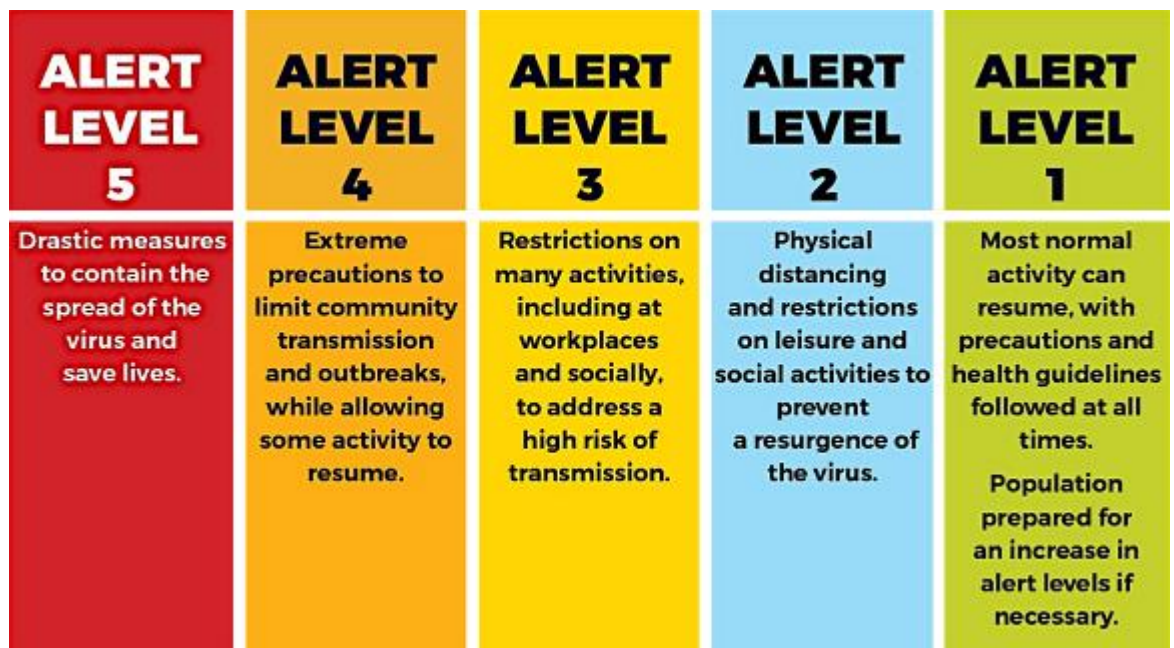 ALERT
LEVEL
5
Drastic measures
to contain the
spread of the
virus and
save lives.
ALERT
LEVEL
4
Extreme
precautions to
limit community
transmission
and outbreaks,
while allowing
some activity to
resume.
ALERT
LEVEL
3
Restrictions on
many activities,
including at
workplaces
and socially,
to address a
high risk of
transmission.
ALERT
LEVEL
2
Physical
distancing
and restrictions
on leisure and
social activities to
prevent
a resurgence of
the virus.
ALERT
LEVEL
1
Most normal
activity can
resume, with
precautions and
health guidelines
followed at all
times.
Population
prepared for
an increase in
alert levels if
necessary.